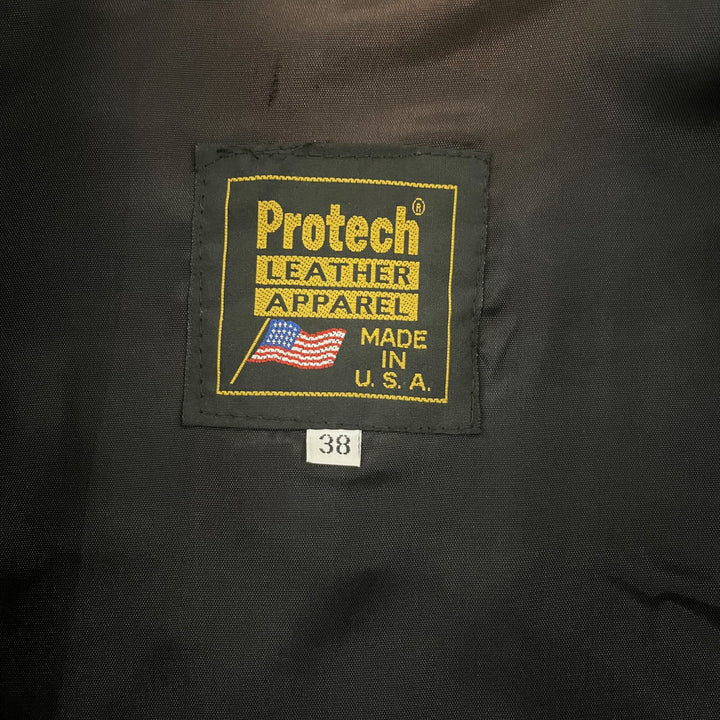 Protech®
LEATHER
APPAREL
MADE
IN
U.S.A.
38